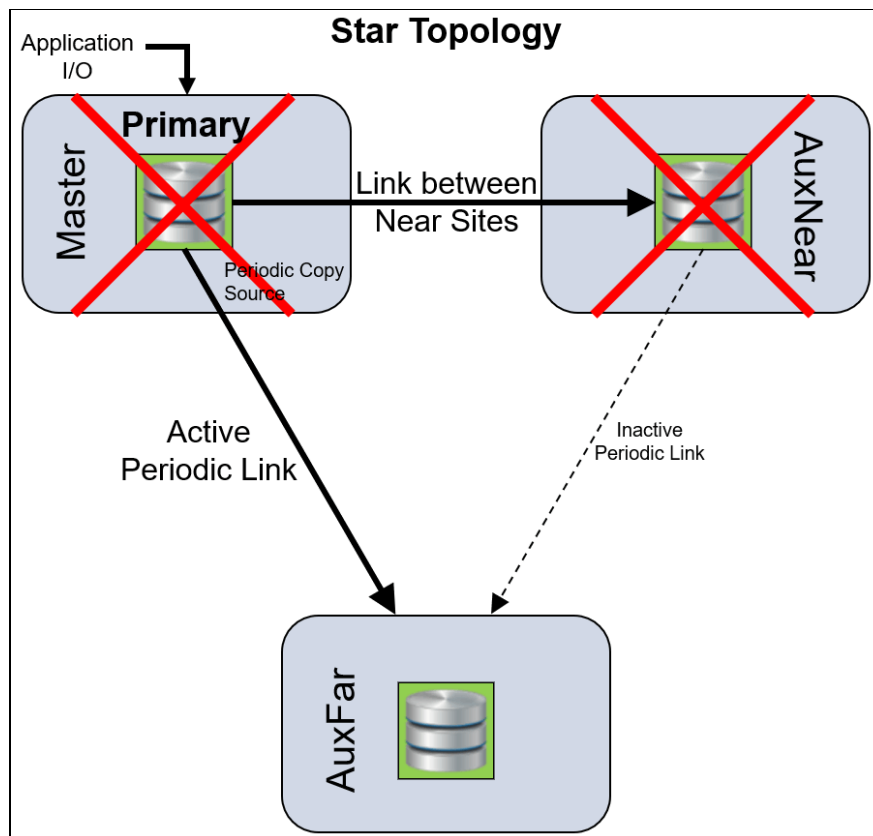 Star Topology
Application
I/O
Primary
Master
Periodic Copy
Source
Link between
Near Sites
AuxNear
Active
Periodic Link
Inactive
Periodic Link
AuxFar